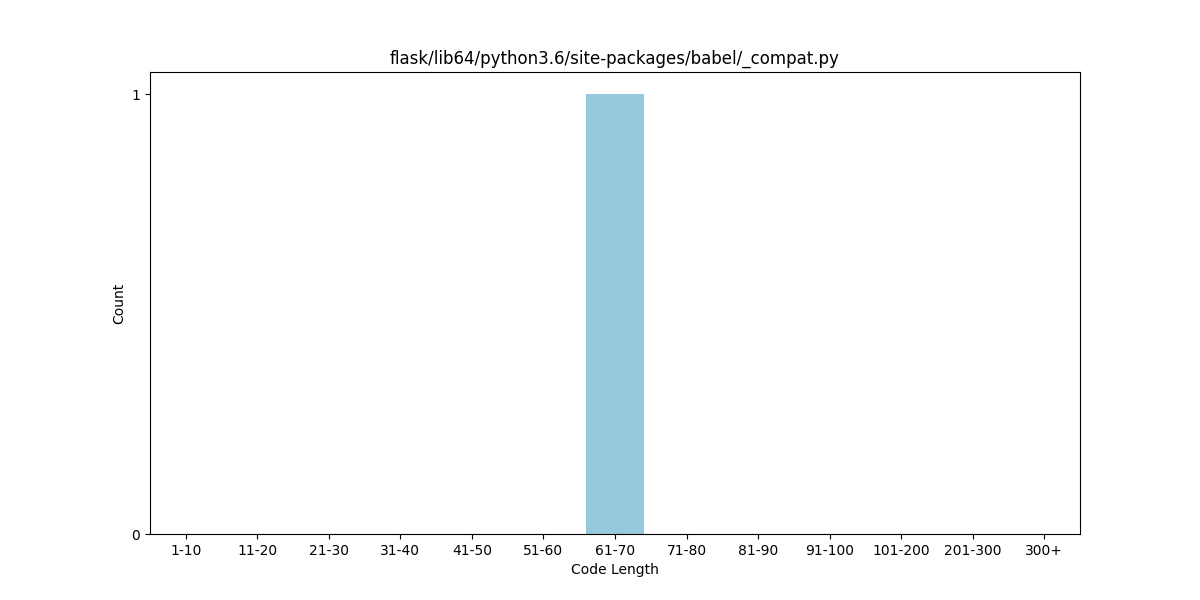 flask/lib64/python3.6/site-packages/babel/_compat.py
1
Count
0
1-10 11-20 21-30 31-40 41-50 51-60 61-70 71-80 81-90 91-100 101-200 201-300 300+
Code Length